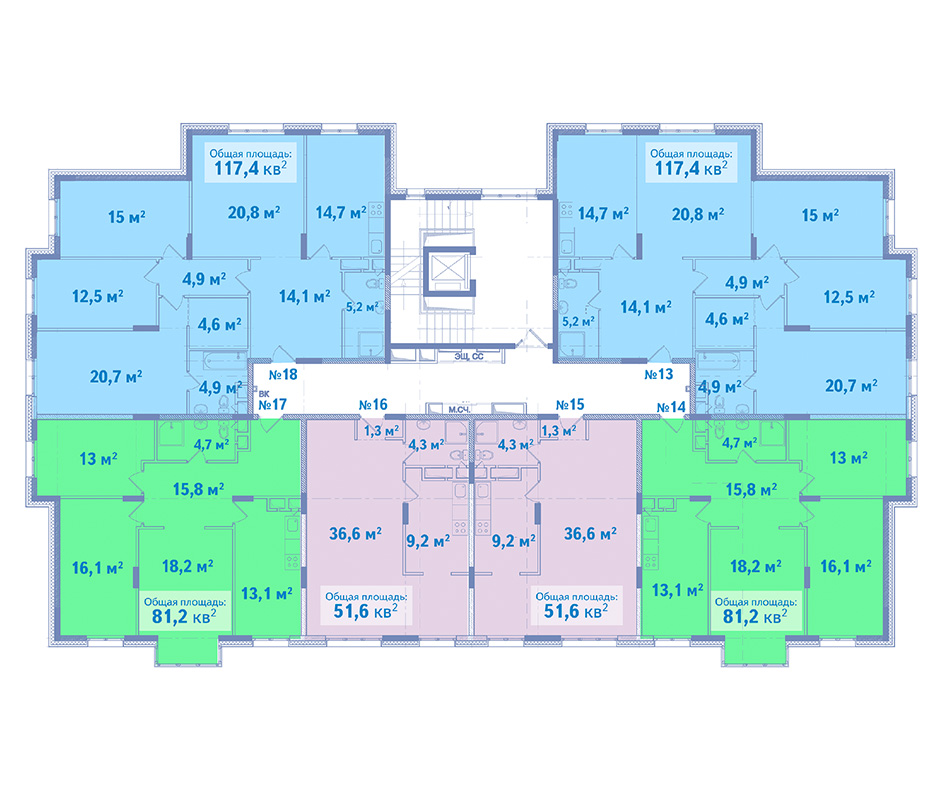 Общая площадь:
117,4 кв²
Общая площадь:
117,4 кв²
15 м²
20,8 м²
14,7 м²
14,7 м²
20,8 м²
15 м²
12,5 м²
4,9 м²
14,1 м²
5,2 м²
5,2 м²
14,1 м²
4,9 м²
12,5 м²
4,6 м²
4,6 м²
20,7 м²
4,9 м²
№18
ВК
№17
№16
ЭЩ, СС
М.СЧ.
№15
№13
№14
4,9 м²
20,7 м²
13 м²
4,7 м²
1,3 м²
4,3 м²
4,3 м²
1,3 м²
4,7 м²
13 м²
15,8 м²
15,8 м²
36,6 м²
9,2 м²
9,2 м²
36,6 м²
16,1 м²
18,2 м²
13,1 м²
13,1 м²
18,2 м²
16,1 м²
Общая площадь:
81,2 кв²
Общая площадь:
51,6 кв²
Общая площадь:
51,6 кв²
Общая площадь:
81,2 кв²